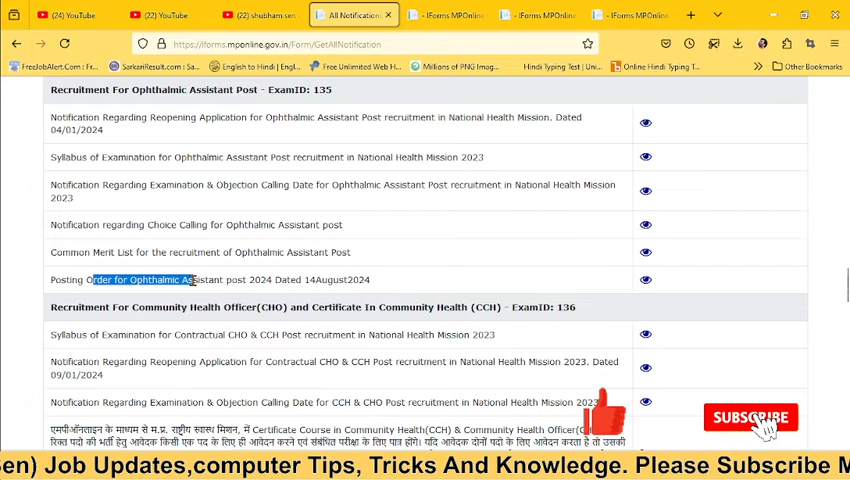 (24) YouTube
(22) YouTube
(22) shubham sen -
All Notification
- IForms MPOnline
- IForms MPOnline
- IForms MPOnline
https://iforms.mponline.gov.in/Form/GetAllNotification
FreeJobAlert.Com : Fr...
SarkariResult.com : Sa...
English to Hindi | Engl...
Free Unlimited Web H...
Millions of PNG Imag...
Hindi Typing Test | Uni...
Online Hindi Typing T...
Other Bookmarks
Recruitment For Ophthalmic Assistant Post - ExamID: 135
Notification Regarding Reopening Application for Ophthalmic Assistant Post recruitment in National Health Mission. Dated
04/01/2024
Syllabus of Examination for Ophthalmic Assistant Post recruitment in National Health Mission 2023
Notification Regarding Examination & Objection Calling Date for Ophthalmic Assistant Post recruitment in National Health Mission
2023
Notification regarding Choice Calling for Ophthalmic Assistant post
Common Merit List for the recruitment of Ophthalmic Assistant Post
Posting Order for Ophthalmic Assistant post 2024 Dated 14August2024
Recruitment For Community Health Officer(CHO) and Certificate In Community Health (CCH) - ExamID: 136
Syllabus of Examination for Contractual CHO & CCH Post recruitment in National Health Mission 2023
Notification Regarding Reopening Application for Contractual CHO & CCH Post recruitment in National Health Mission 2023. Dated
09/01/2024
Notification Regarding Examination & Objection Calling Date for CCH & CHO Post recruitment in National Health Mission 2023
एमपीऑनलाइन के माध्यम से म.प्र. राष्ट्रीय स्वास्थ मिशन, में Certificate Course in Community Health(CCH) & Community Health Officer(
रिक्त पदो की भर्ती हेतु आवेदक किसी एक पद के लिए ही आवेदन करने एवं संबंधित परीक्षा के लिए पात्र होंगे। यदि आवेदक दोनों पदों के लिए आवेदन करता है तो उसकी
SUBSCRIBE
Sen) Job Updates,computer Tips, Tricks And Knowledge. Please Subscribe M